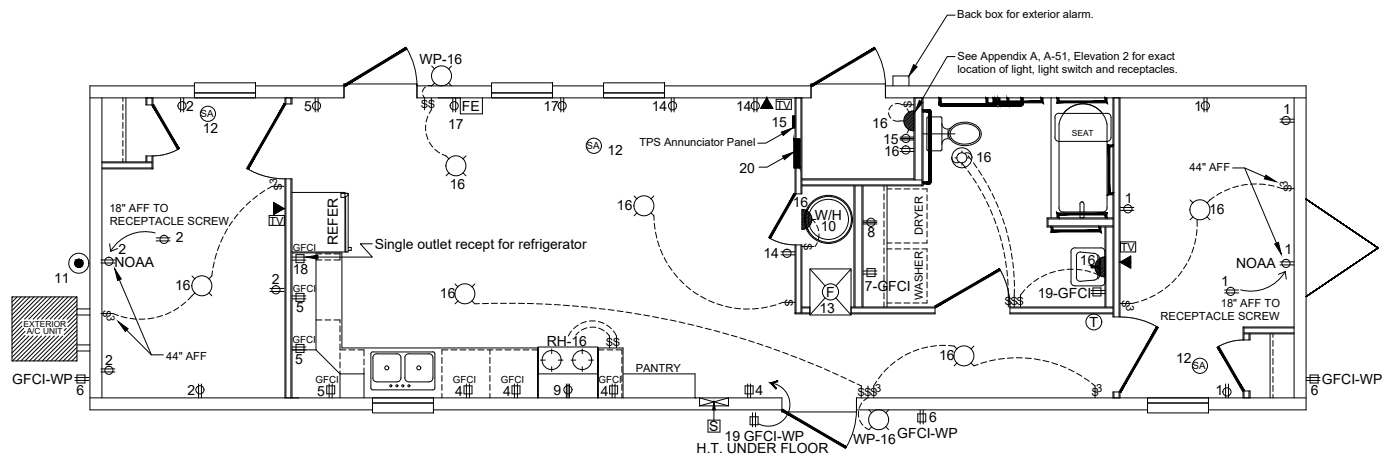 Back box for exterior alarm.
See Appendix A, A-51, Elevation 2 for exact
location of light, light switch and receptacles.
WP-16
2
SA
12
5
$$
FE
17
17
14
14
TV
15
TPS Annunciator Panel
20
SA
12
16
$
16
15
16
16
SEAT
1
1
44" AFF
$3
16
16
$3
18" AFF TO
RECEPTACLE SCREW
TV
REFER
2
2
NOAA
11
GFCI
Single outlet recept for refrigerator
18
16
2
GFCI
5
16
16
W/H
10
$
14
8
DRYER
WASHER
7-GFCI
F
13
$
1
TV
16
19-GFCI
$$$
T
1
NOAA
1
18" AFF TO
RECEPTACLE SCREW
$3
EXTERIOR
A/C UNIT
$3
44" AFF
2
GFCI-WP
6
2
GFCI
5
GFCI
5
RH-16
$$
GFCI
4
GFCI
4
9
GFCI
4
PANTRY
4
S
19 GFCI-WP
H.T. UNDER FLOOR
$$$3
16
$3
WP-16
6
GFCI-WP
12
SA
1
GFCI-WP
6